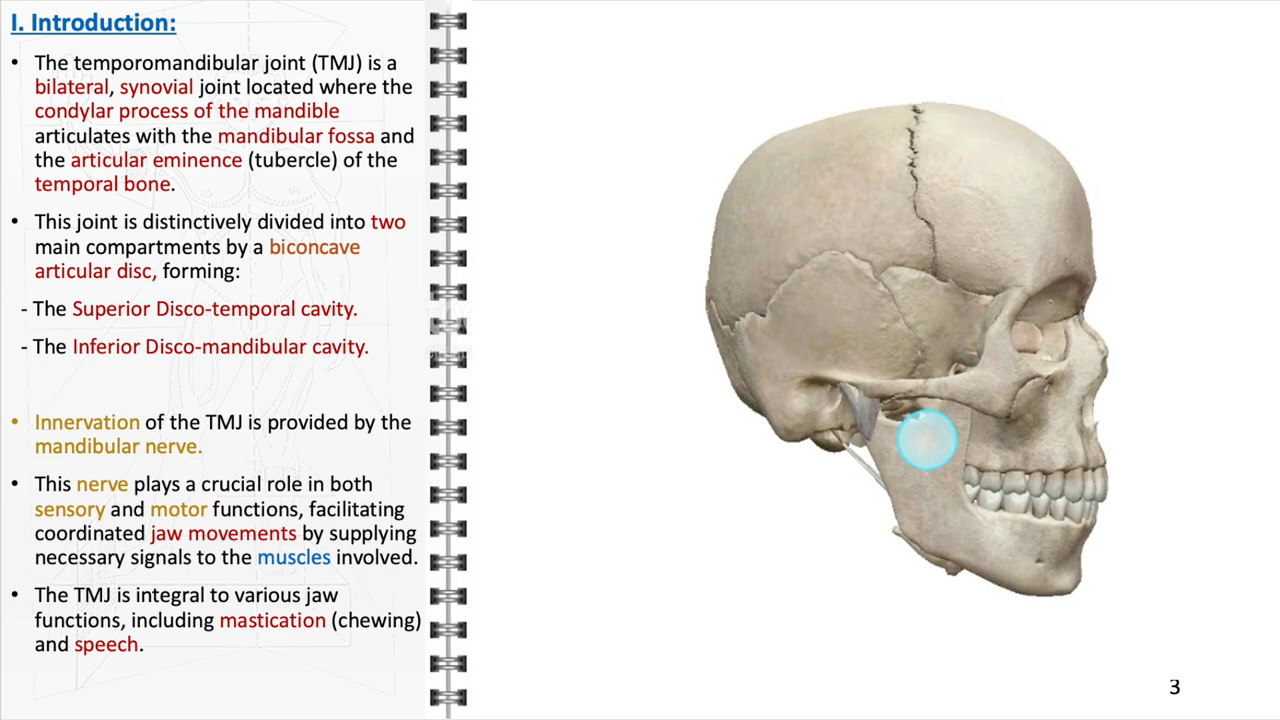 I. Introduction:
• The temporomandibular joint (TMJ) is a
bilateral, synovial joint located where the
condylar process of the mandible
articulates with the mandibular fossa and
the articular eminence (tubercle) of the
temporal bone.
• This joint is distinctively divided into two
main compartments by a biconcave
articular disc, forming:
- The Superior Disco-temporal cavity.
- The Inferior Disco-mandibular cavity.
• Innervation of the TMJ is provided by the
mandibular nerve.
• This nerve plays a crucial role in both
sensory and motor functions, facilitating
coordinated jaw movements by supplying
necessary signals to the muscles involved.
• The TMJ is integral to various jaw
functions, including mastication (chewing)
and speech.
3